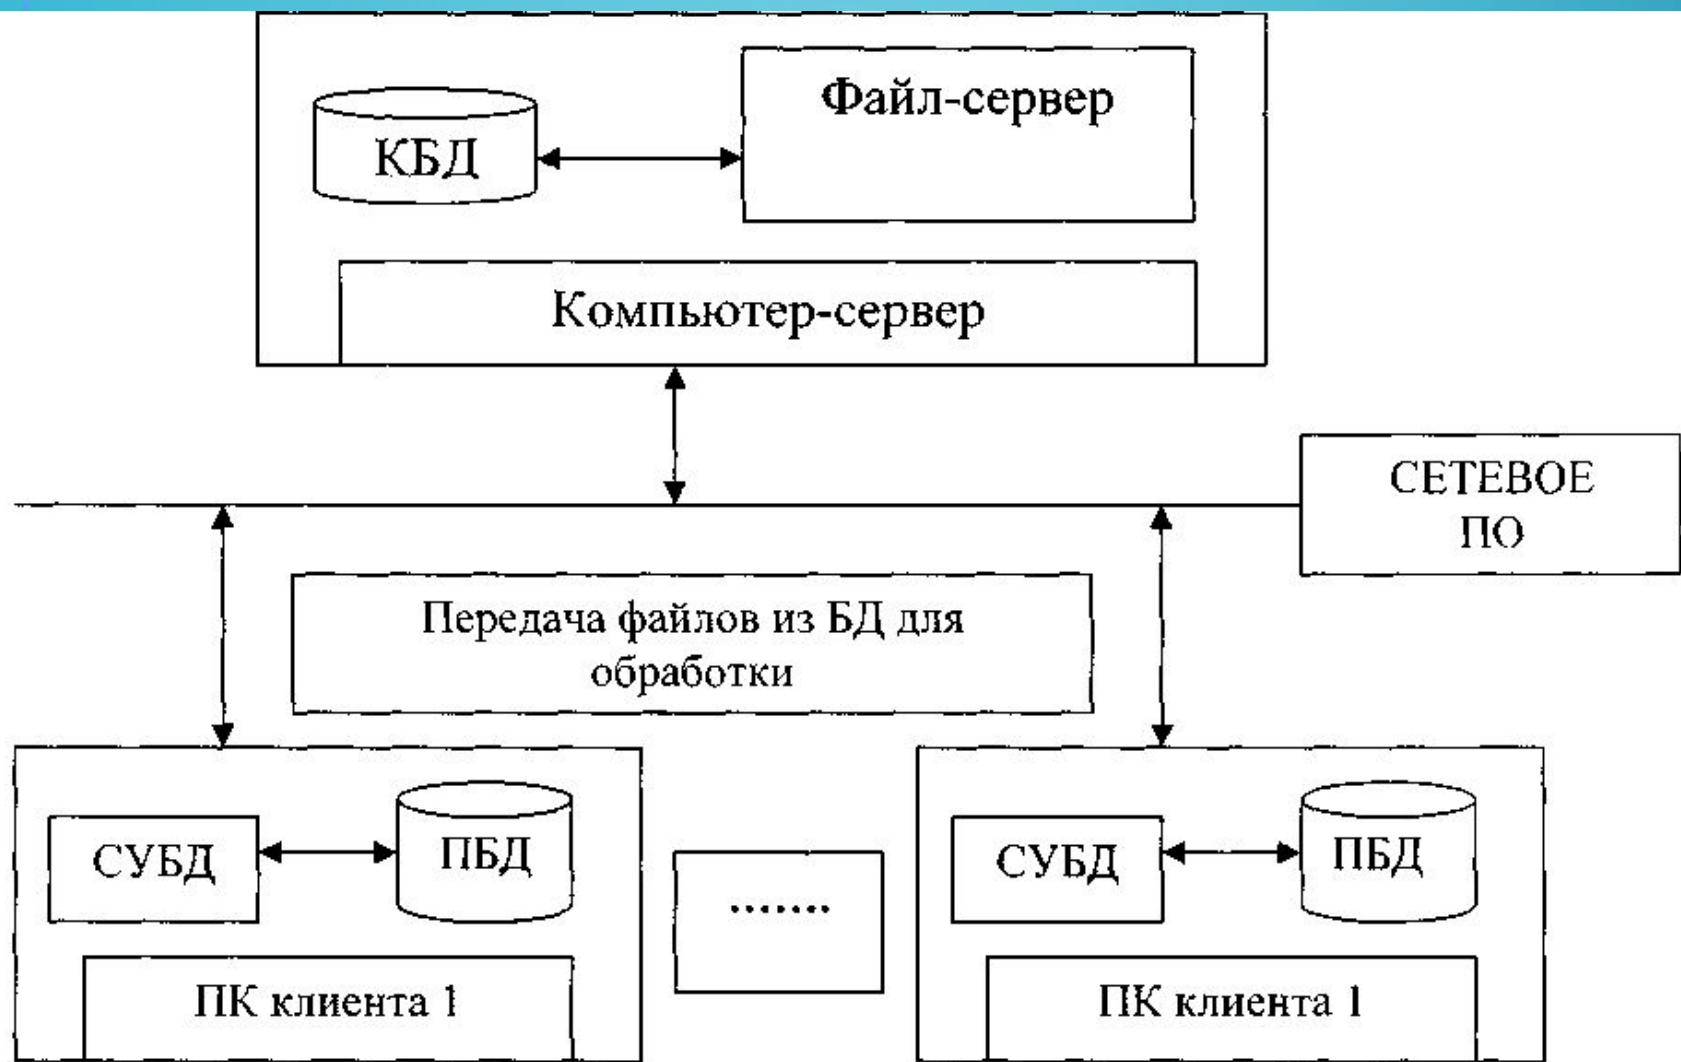 Файл-сервер
КБД
Компьютер-сервер
СЕТЕВОЕ
ПО
Передача файлов из БД для
обработки
СУБД
ПБД
.......
СУБД
ПБД
ПК клиента 1
ПК клиента 1